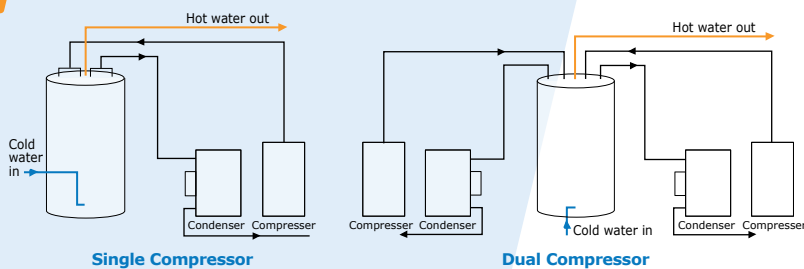 Hot water out
Cold
water
in
Condenser Compresser
Single Compressor
Hot water out
Compresser Condenser
Cold water in
Condenser Compresser
Dual Compressor